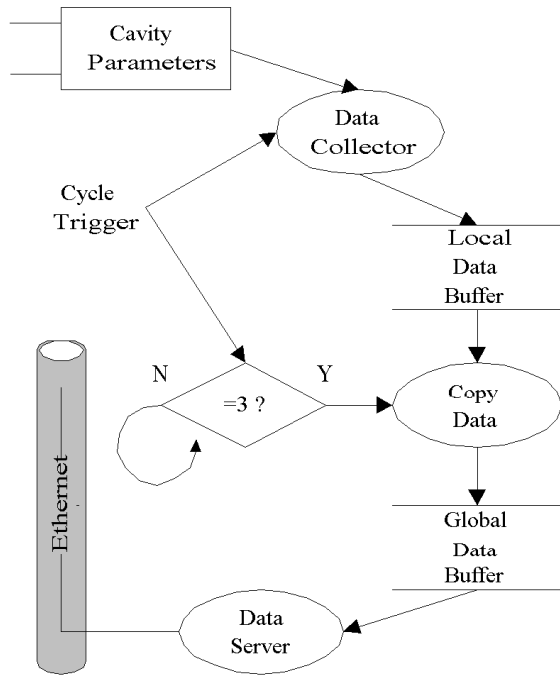 Cavity
Parameters
Data
Collector
Cycle
Trigger
Local
Data
Buffer
N
Y
=3 ?
Copy
Data
Ethernet
Global
Data
Buffer
Data
Server